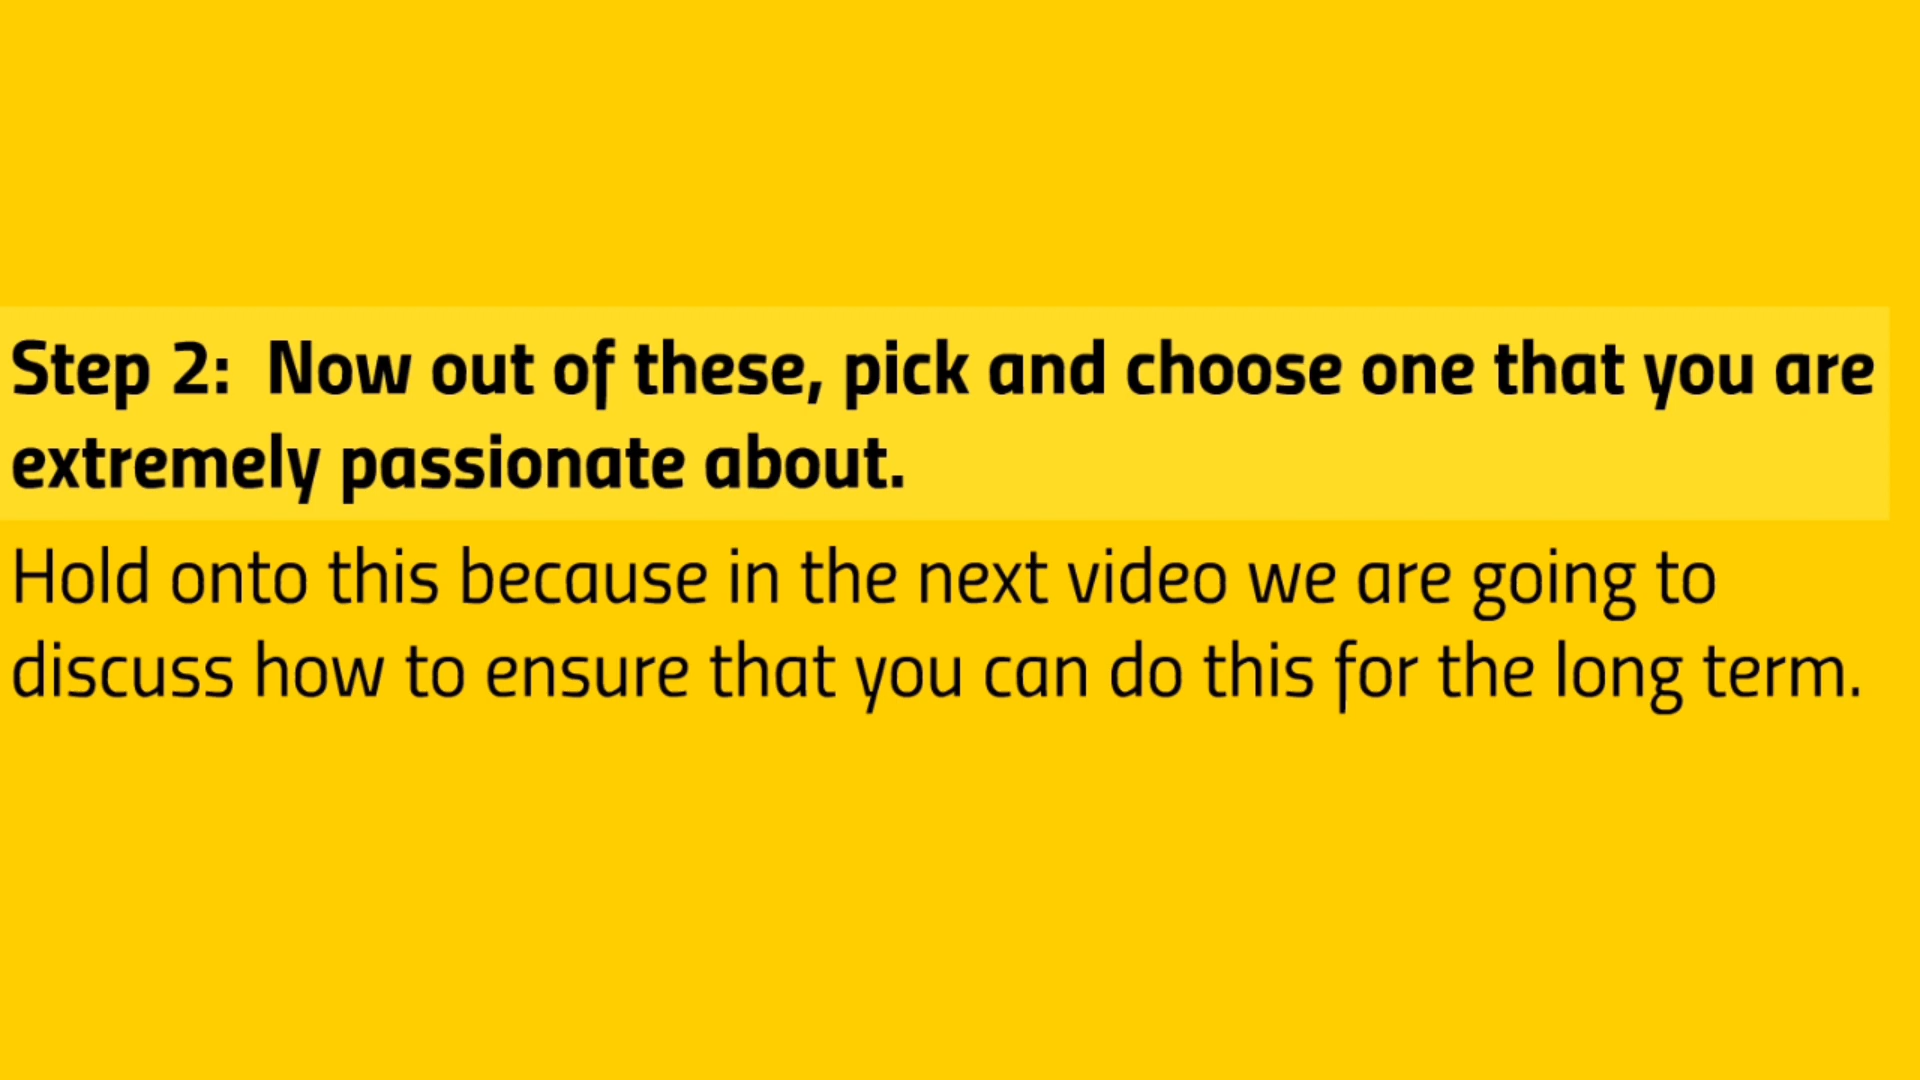 Step 2:  Now out of these, pick and choose one that you are
extremely passionate about.
Hold onto this because in the next video we are going to
discuss how to ensure that you can do this for the long term.